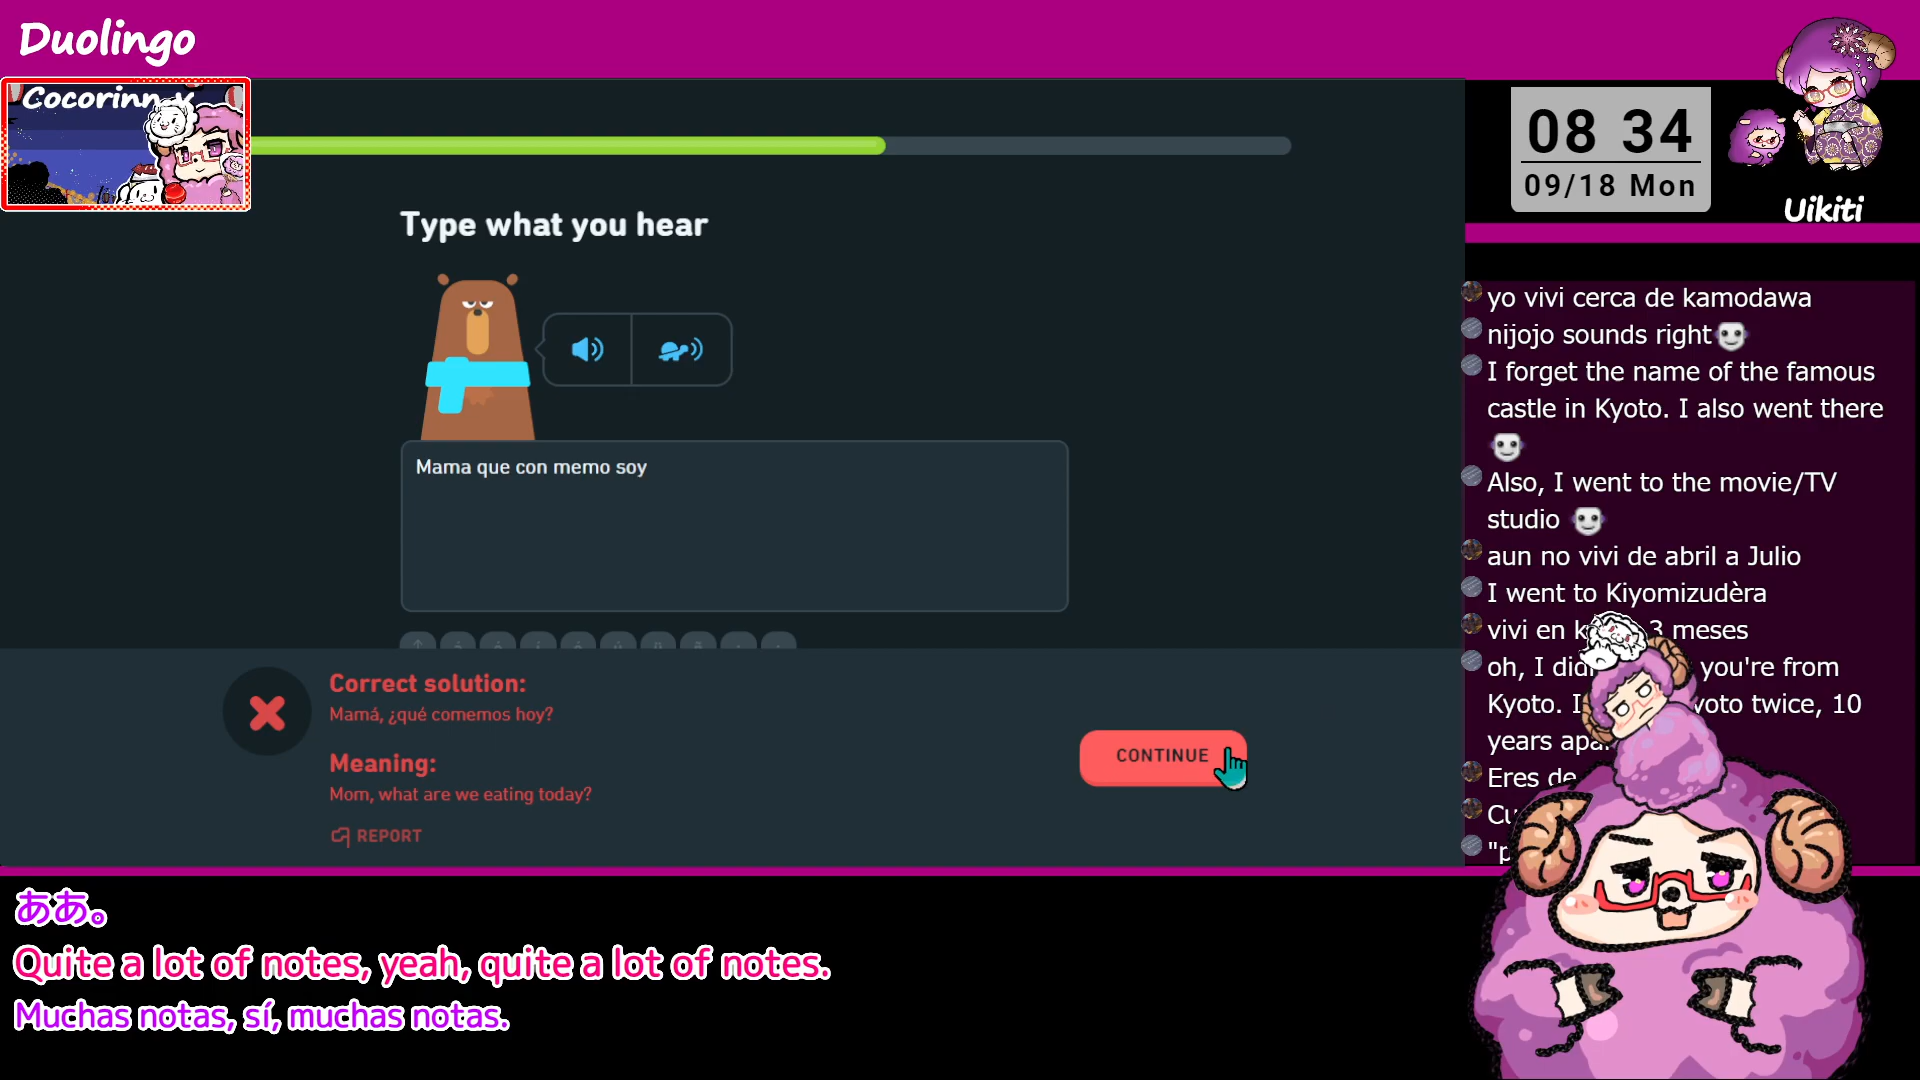 Duolingo
Cocorinn
08 34
09/18 Mon
Uikiti
Type what you hear
Mama que con memo soy
Correct solution:
Mamá, ¿qué comemos hoy?
Meaning:
Mom, what are we eating today?
REPORT
CONTINUE
yo vivi cerca de kamodawa
nijojo sounds right
I forget the name of the famous
castle in Kyoto. I also went there
Also, I went to the movie/TV
studio
aun no vivi de abril a Julio
I went to Kiyomizudèra
vivi en 3 meses
oh, I you're from
Kyoto. I twice, 10
years
Eres de
ああ。
Quite a lot of notes, yeah, quite a lot of notes.
Muchas notas, sí, muchas notas.